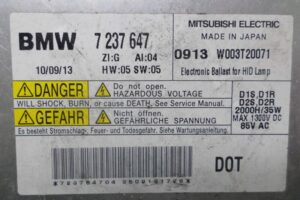 MITSUBISHI ELECTRIC
BMW 7 237 647
MADE IN JAPAN
ZI:G AI:04
0913 W003T20071
10/09/13 HW:05 SW:05
Electronic Ballast for HID Lamp
DANGER
Do not open.
HAZARDOUS VOLTAGE
WILL SHOCK, BURN, or cause DEATH. See Service Manual.
GEFAHR
Nicht öffnen.
GEFÄHRLICHE SPANNUNG
Es besteht Stromschlag-, Feuer- und Todesgefahr. Siehe Wartungsanleitung.
D1S,D1R
D2S,D2R
2000H/35W
MAX 1300V DC
85V AC
DOT